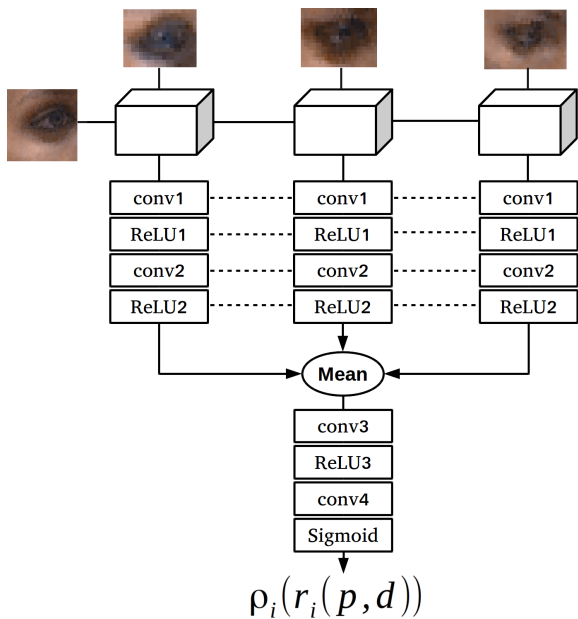 conv1 conv1 conv1
ReLU1 ReLU1 ReLU1
conv2 conv2 conv2
ReLU2 ReLU2 ReLU2
Mean
conv3
ReLU3
conv4
Sigmoid
ρᵢ(rᵢ(p,d))